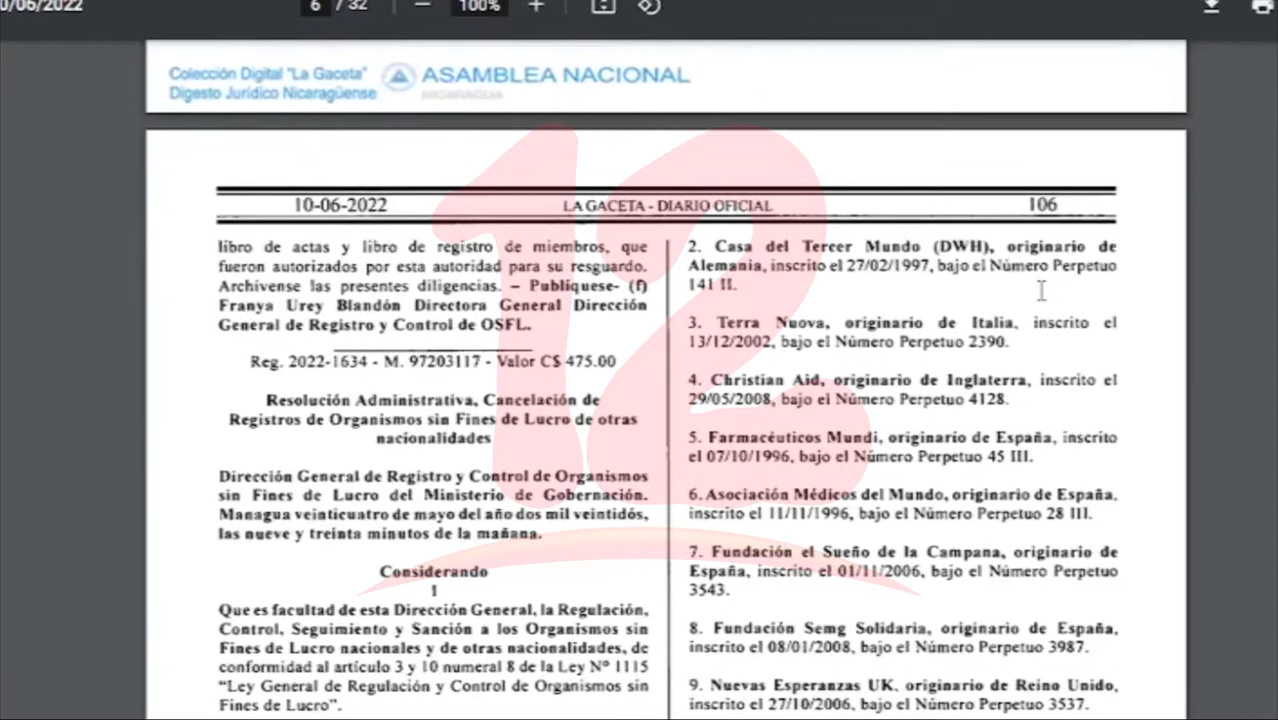 0/06/2022
6 / 32
100%
Colección Digital "La Gaceta"
Digesto Jurídico Nicaragüense
ASAMBLEA NACIONAL
NICARAGUA
12
10-06-2022
LA GACETA - DIARIO OFICIAL
106
libro de actas y libro de registro de miembros, que
fueron autorizados por esta autoridad para su resguardo.
Archivense las presentes diligencias. – Publíquese- (f)
Franya Urey Blandón Directora General Dirección
General de Registro y Control de OSFL.
Reg. 2022-1634 - M. 97203117 - Valor C$ 475.00
Resolución Administrativa, Cancelación de
Registros de Organismos sin Fines de Lucro de otras
nacionalidades
Dirección General de Registro y Control de Organismos
sin Fines de Lucro del Ministerio de Gobernación.
Managua veinticuatro de mayo del año dos mil veintidós,
las nueve y treinta minutos de la mañana.
Considerando
I
Que es facultad de esta Dirección General, la Regulación,
Control, Seguimiento y Sanción a los Organismos sin
Fines de Lucro nacionales y de otras nacionalidades, de
conformidad al artículo 3 y 10 numeral 8 de la Ley Nº 1115
"Ley General de Regulación y Control de Organismos sin
Fines de Lucro".
2. Casa del Tercer Mundo (DWH), originario de
Alemania, inscrito el 27/02/1997, bajo el Número Perpetuo
141 II.
3. Terra Nuova, originario de Italia, inscrito el
13/12/2002, bajo el Número Perpetuo 2390.
4. Christian Aid, originario de Inglaterra, inscrito el
29/05/2008, bajo el Número Perpetuo 4128.
5. Farmacéuticos Mundi, originario de España, inscrito
el 07/10/1996, bajo el Número Perpetuo 45 III.
6. Asociación Médicos del Mundo, originario de España,
inscrito el 11/11/1996, bajo el Número Perpetuo 28 III.
7. Fundación el Sueño de la Campana, originario de
España, inscrito el 01/11/2006, bajo el Número Perpetuo
3543.
8. Fundación Semg Solidaria, originario de España,
inscrito el 08/01/2008, bajo el Número Perpetuo 3987.
9. Nuevas Esperanzas UK, originario de Reino Unido,
inscrito el 27/10/2006, bajo el Número Perpetuo 3537.